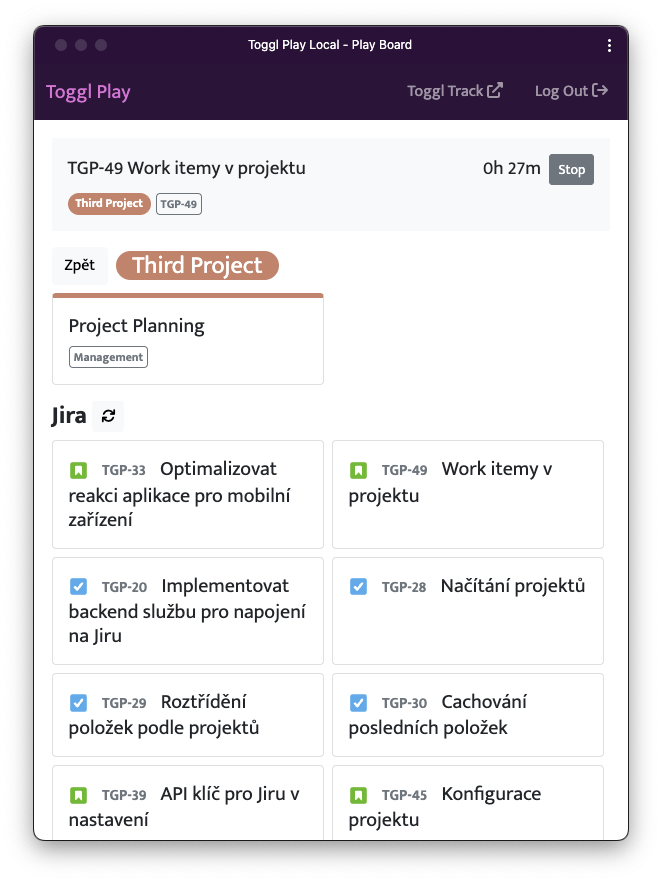 Toggl Play Local - Play Board
Toggl Play
Toggl Track
Log Out
TGP-49 Work itemy v projektu
0h 27m
Stop
Third Project
TGP-49
Zpět
Third Project
Project Planning
Management
Jira
TGP-33 Optimalizovat
reakci aplikace pro mobilní
zařízení
TGP-49 Work itemy v
projektu
TGP-20 Implementovat
backend službu pro napojení
na Jiru
TGP-28 Načítání projektů
TGP-29 Roztřídění
položek podle projektů
TGP-30 Cachování
posledních položek
TGP-39 API klíč pro Jiru v
nastavení
TGP-45 Konfigurace
projektu